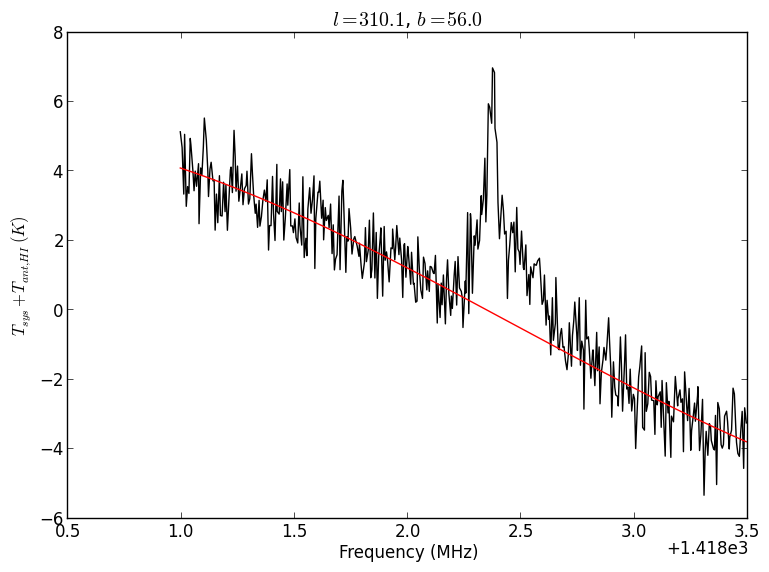 l = 310.1, b = 56.0
8
6
4
2
0
−2
−4
−6
T_sys + T_ant,HI (K)
0.5 1.0 1.5 2.0 2.5 3.0 3.5
Frequency (MHz)
+1.418e3